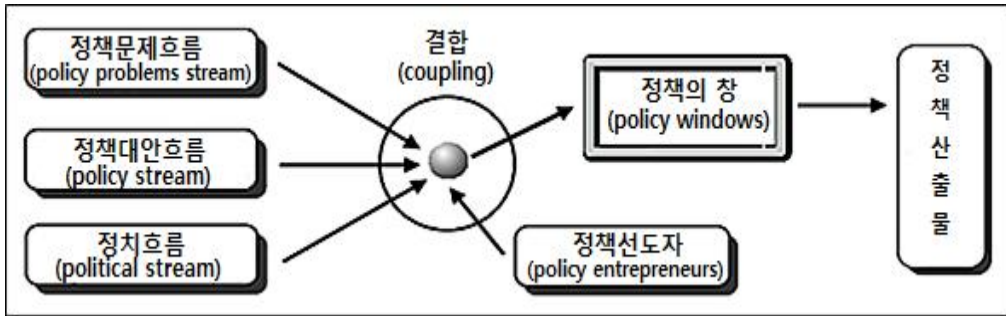 정책문제흐름
(policy problems stream)
정책대안흐름
(policy stream)
정치흐름
(political stream)
결합
(coupling)
정책선도자
(policy entrepreneurs)
정책의 창
(policy windows)
정
책
산
출
물